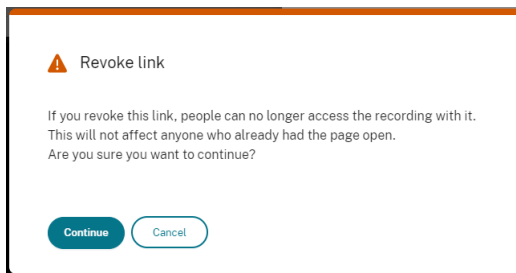 Revoke link
If you revoke this link, people can no longer access the recording with it.
This will not affect anyone who already had the page open.
Are you sure you want to continue?
Continue
Cancel